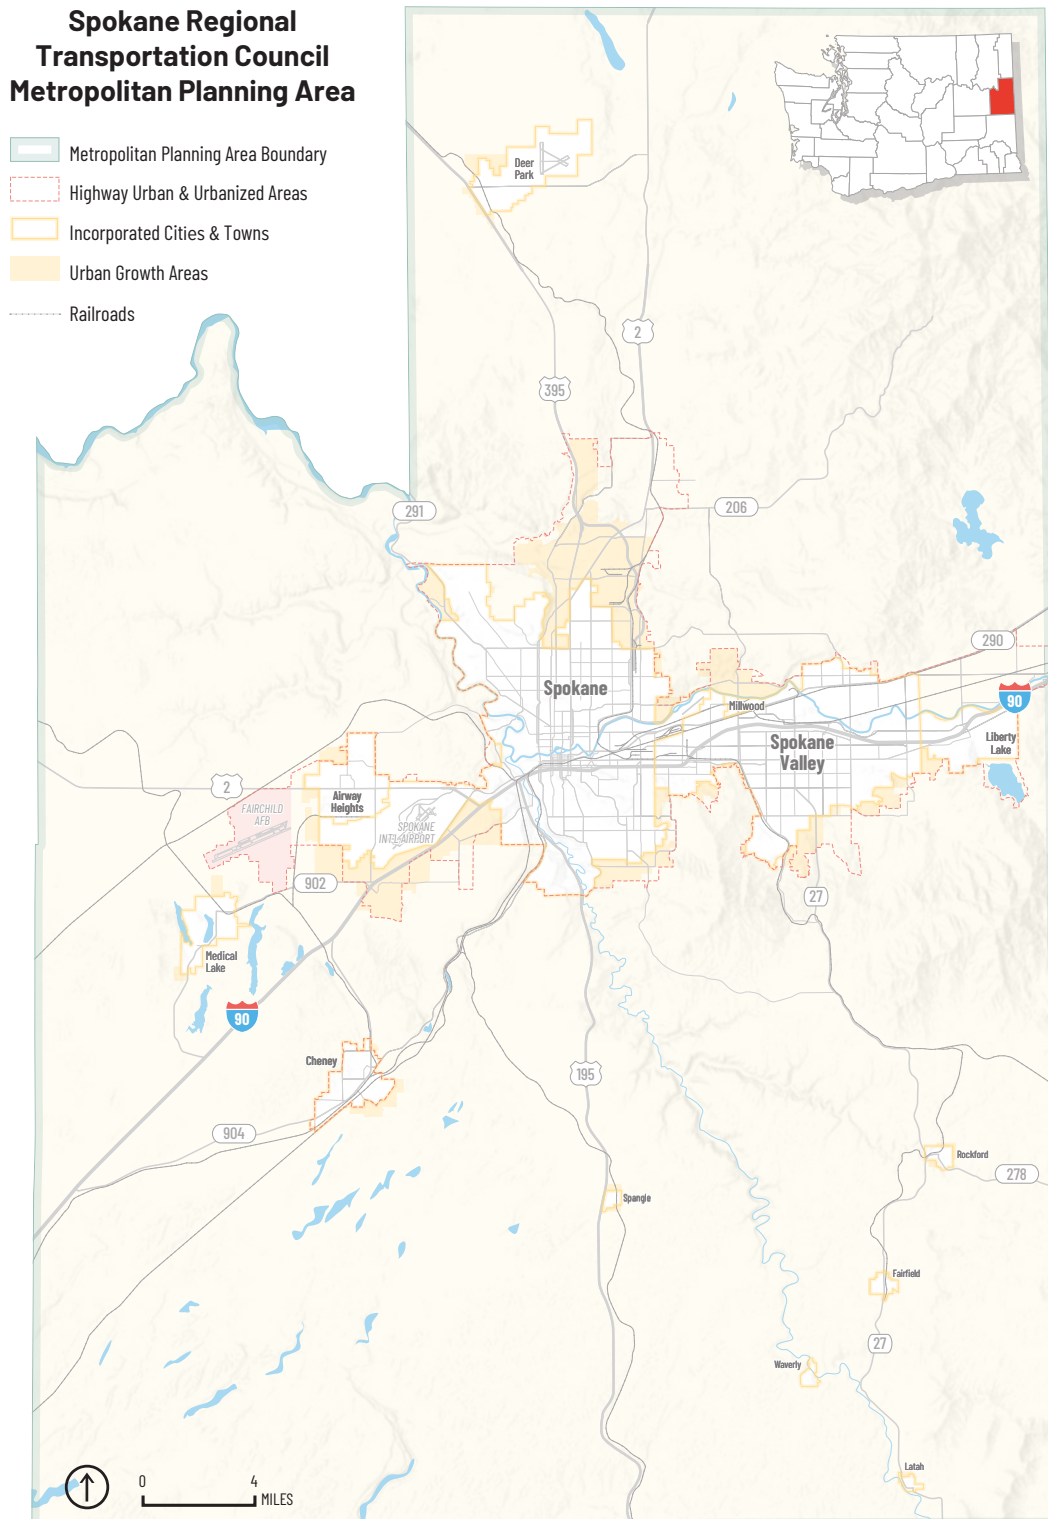 Spokane Regional
Transportation Council
Metropolitan Planning Area
Metropolitan Planning Area Boundary
Highway Urban & Urbanized Areas
Incorporated Cities & Towns
Urban Growth Areas
Railroads
Deer
Park
2
395
291
206
290
Spokane
Millwood
90
Spokane
Valley
Liberty
Lake
2
Airway
Heights
FAIRCHILD
AFB
SPOKANE
INT'L AIRPORT
902
27
Medical
Lake
90
Cheney
195
904
Rockford
278
Spangle
Fairfield
27
Waverly
Latah
0 4
MILES